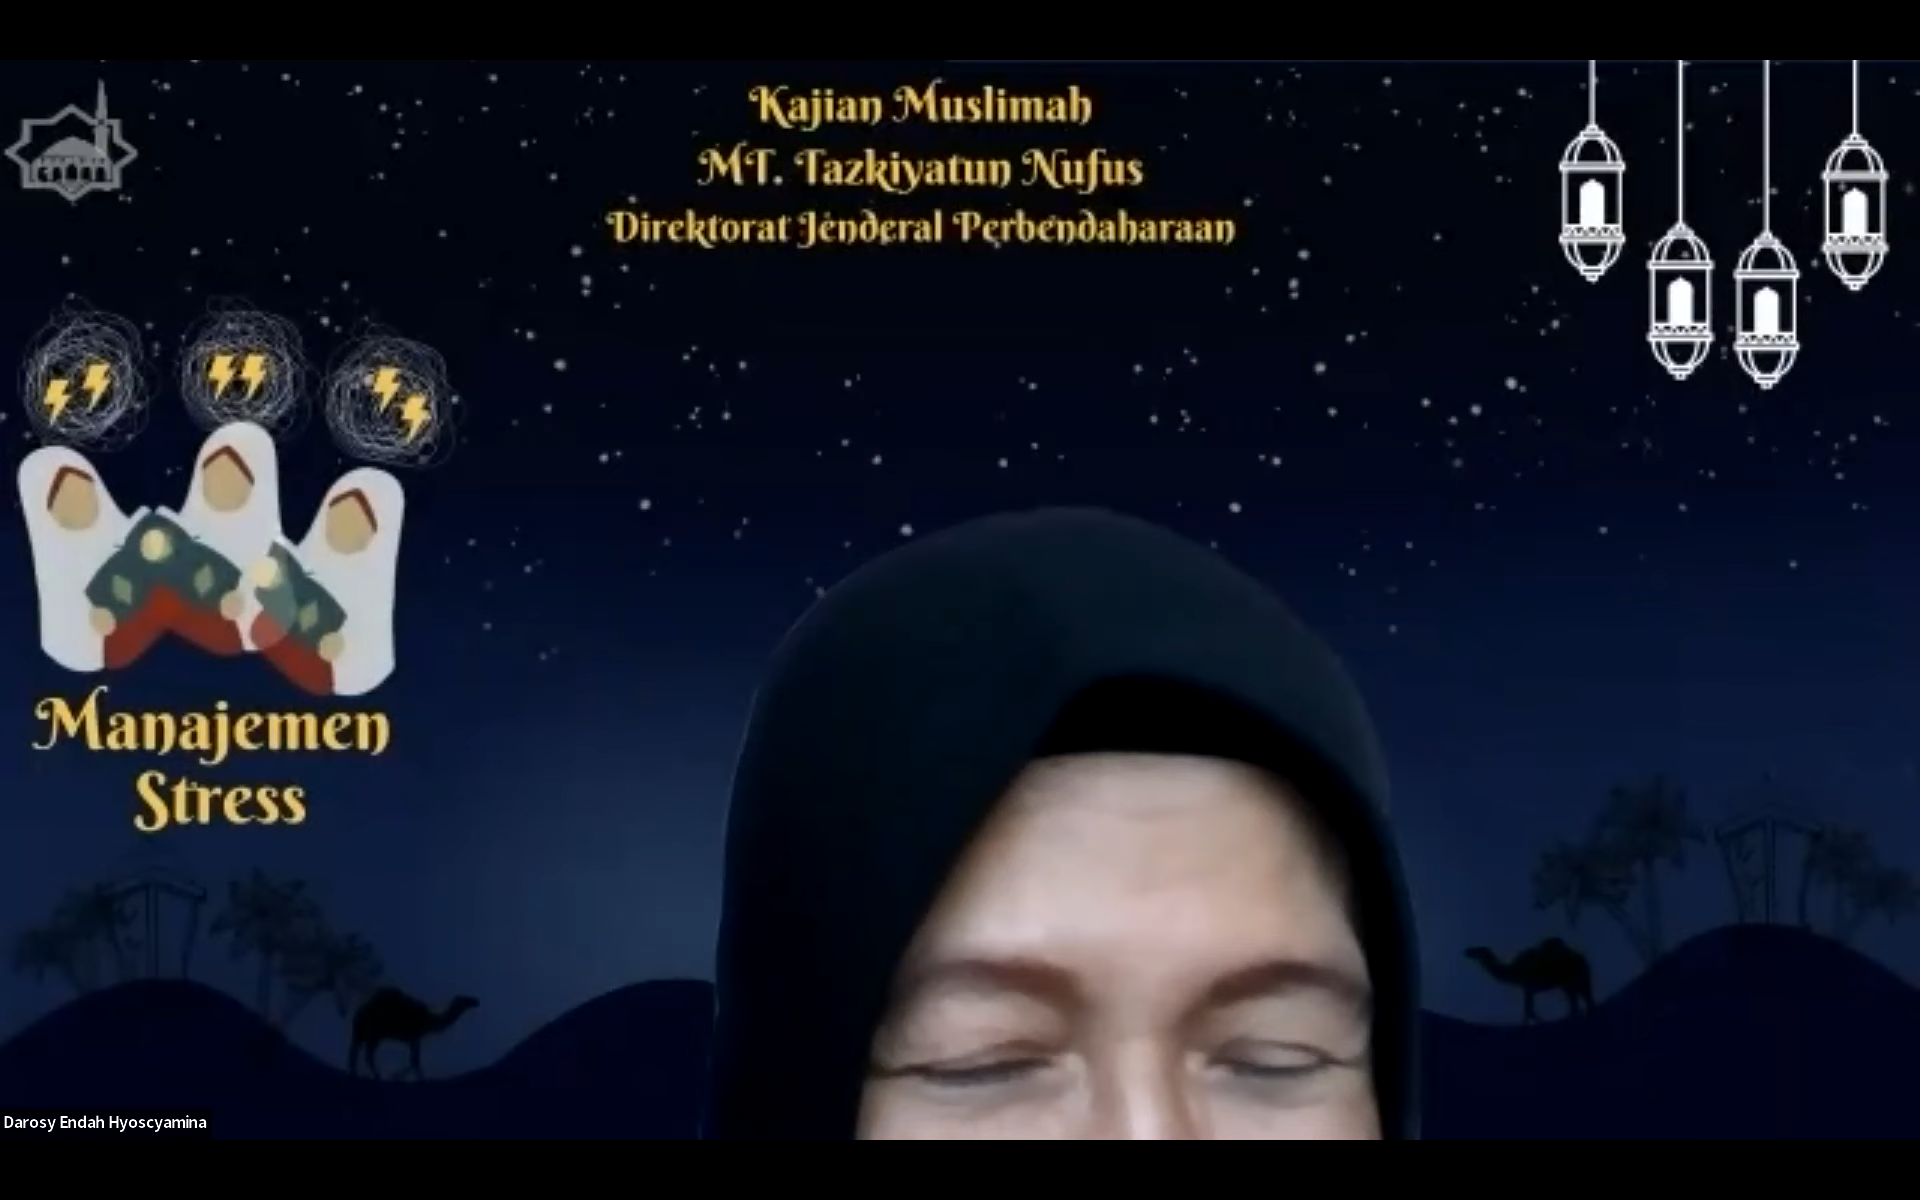 Kajian Muslimah
MT. Tazkiyatun Nufus
Direktorat Jenderal Perbendaharaan
Manajemen
Stress
Darosy Endah Hyoscyamina